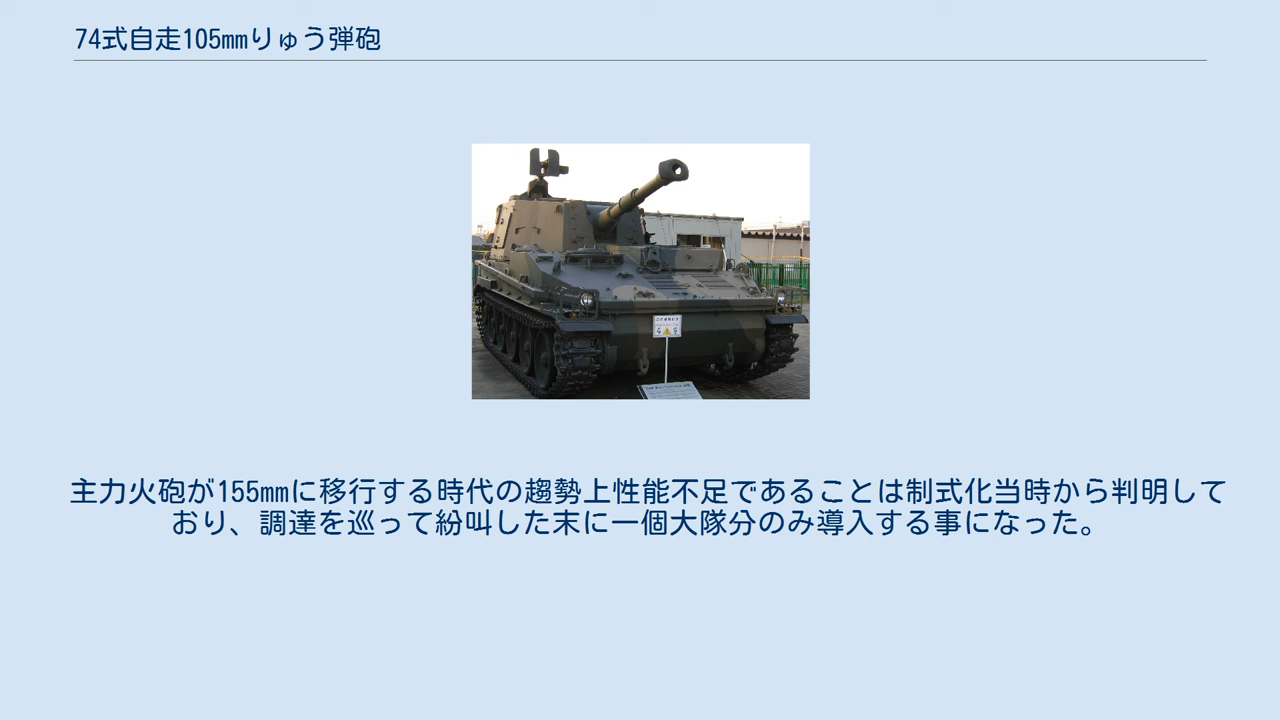 74式自走105mmりゅう弾砲
主力火砲が155mmに移行する時代の趨勢上性能不足であることは制式化当時から判明して
おり、調達を巡って紛叫した末に一個大隊分のみ導入する事になった。